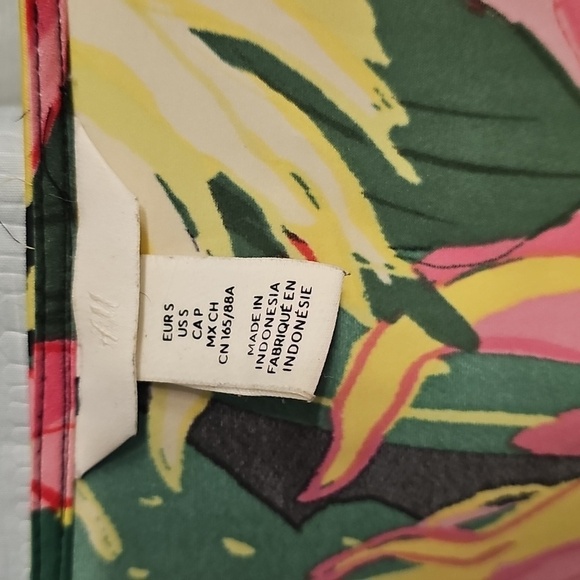 H&M
EUR S
US S
CA P
MX CH
CN 165/88A
MADE IN
INDONESIA
FABRIQUÉ EN
INDONÉSIE